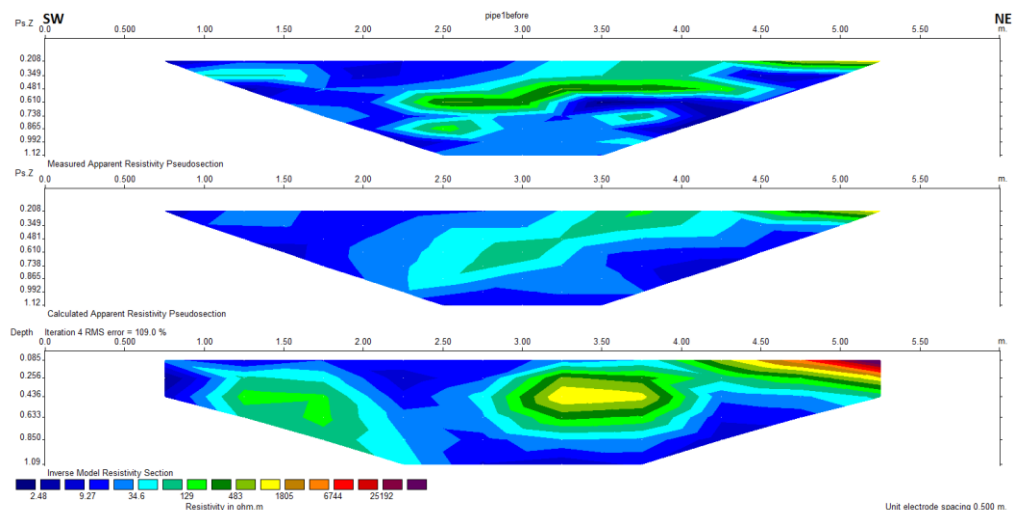 SW pipe1before NE
Ps.Z 0.0 0.500 1.00 1.50 2.00 2.50 3.00 3.50 4.00 4.50 5.00 5.50 m.
0.208
0.349
0.481
0.610
0.738
0.865
0.992
1.12
Measured Apparent Resistivity Pseudosection
Ps.Z 0.0 0.500 1.00 1.50 2.00 2.50 3.00 3.50 4.00 4.50 5.00 5.50 m.
0.208
0.349
0.481
0.610
0.738
0.865
0.992
1.12
Calculated Apparent Resistivity Pseudosection
Depth Iteration 4 RMS error = 109.0 %
0.0 0.500 1.00 1.50 2.00 2.50 3.00 3.50 4.00 4.50 5.00 5.50 m.
0.085
0.256
0.436
0.633
0.850
1.09
Inverse Model Resistivity Section
2.48 9.27 34.6 129 483 1805 6744 25192
Resistivity in ohm.m Unit electrode spacing 0.500 m.